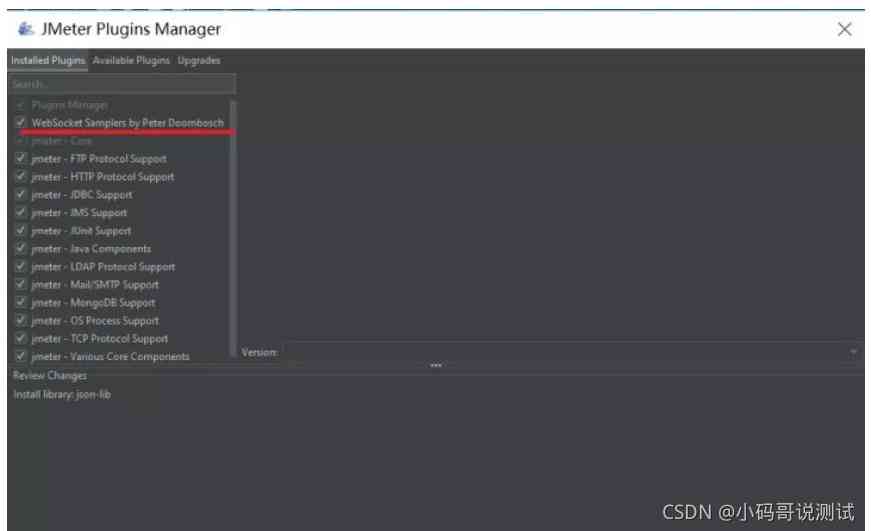 JMeter Plugins Manager
Installed Plugins Available Plugins Upgrades
Search...
Plugins Manager
WebSocket Samplers by Peter Doornbosch
jmeter - Core
jmeter - FTP Protocol Support
jmeter - HTTP Protocol Support
jmeter - JDBC Support
jmeter - JMS Support
jmeter - JUnit Support
jmeter - Java Components
jmeter - LDAP Protocol Support
jmeter - Mail/SMTP Support
jmeter - MongoDB Support
jmeter - OS Process Support
jmeter - TCP Protocol Support
jmeter - Various Core Components
Version:
Review Changes
Install library: json-lib
CSDN @小码哥说测试